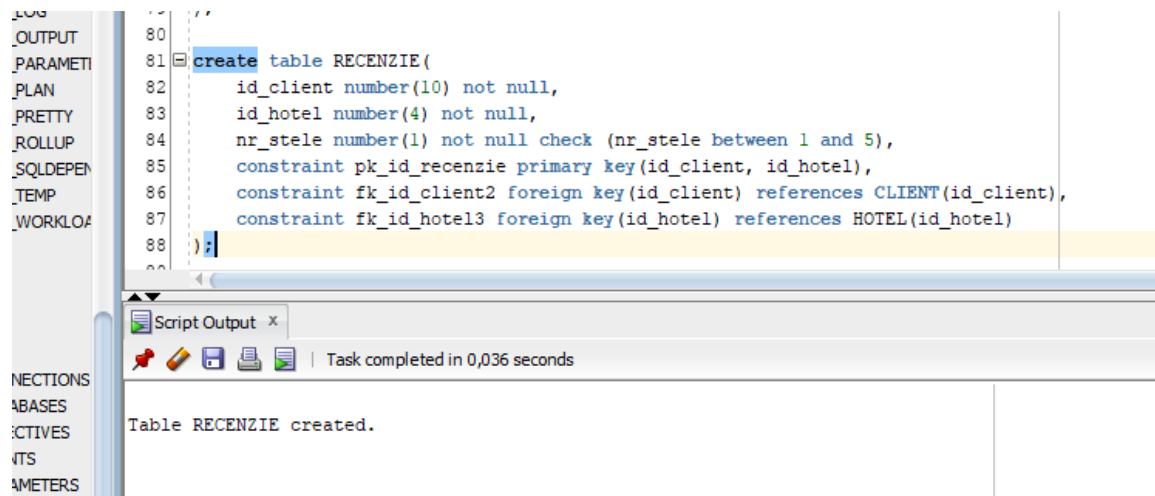 _OUTPUT
_PLAN
_PRETTY
_ROLLUP
_TEMP
80
81 create table RECENZIE(
82 id_client number(10) not null,
83 id_hotel number(4) not null,
84 nr_stele number(1) not null check (nr_stele between 1 and 5),
85 constraint pk_id_recenzie primary key(id_client, id_hotel),
86 constraint fk_id_client2 foreign key(id_client) references CLIENT(id_client),
87 constraint fk_id_hotel3 foreign key(id_hotel) references HOTEL(id_hotel)
88 );
Script Output x
Task completed in 0,036 seconds
Table RECENZIE created.
NECTIONS
ABASES
ECTIVES
NTS
AMETERS